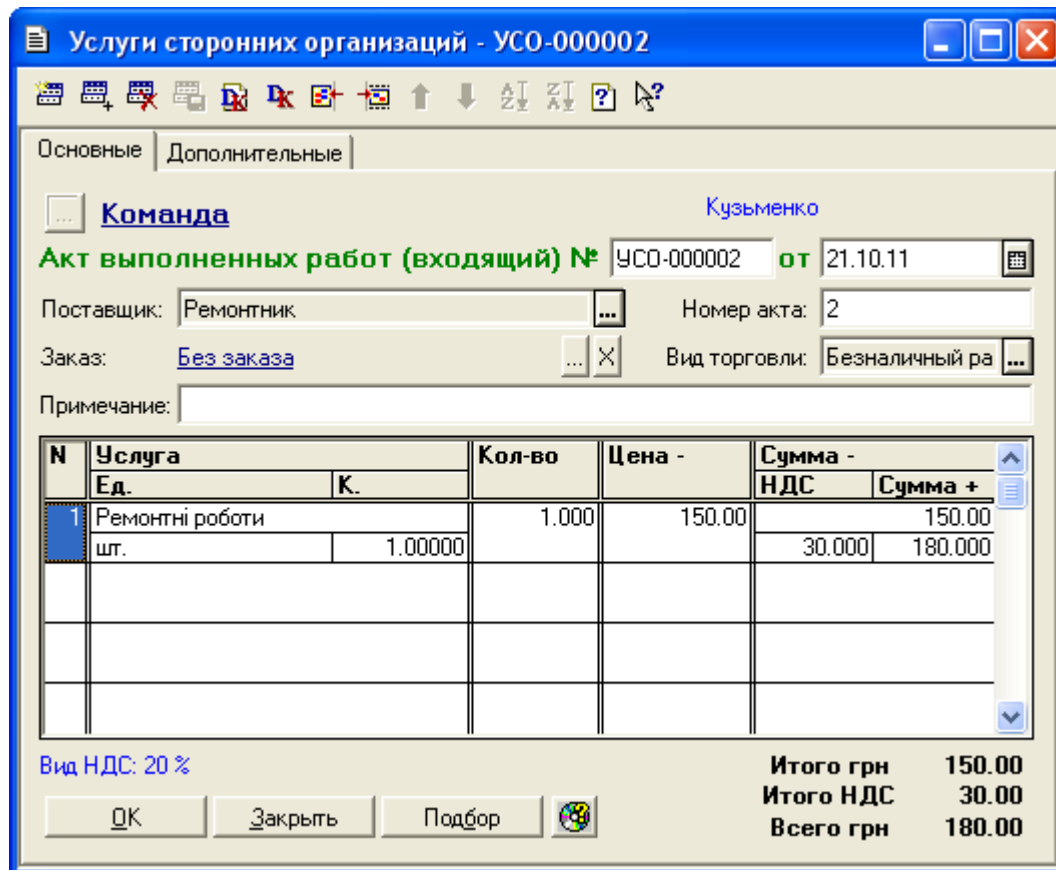 Услуги сторонних организаций - УСО-000002
Основные Дополнительные
... Команда Кузьменко
Акт выполненных работ (входящий) № УСО-000002 от 21.10.11
Поставщик: Ремонтник ... Номер акта: 2
Заказ: Без заказа ... X Вид торговли: Безналичный ра ...
Примечание:
N Услуга Кол-во Цена - Сумма -
Ед. К. НДС Сумма +
1 Ремонтні роботи 1.000 150.00 150.00
шт. 1.00000 30.000 180.000
Вид НДС: 20 % Итого грн 150.00
Итого НДС 30.00
OK Закрыть Подбор
Всего грн 180.00